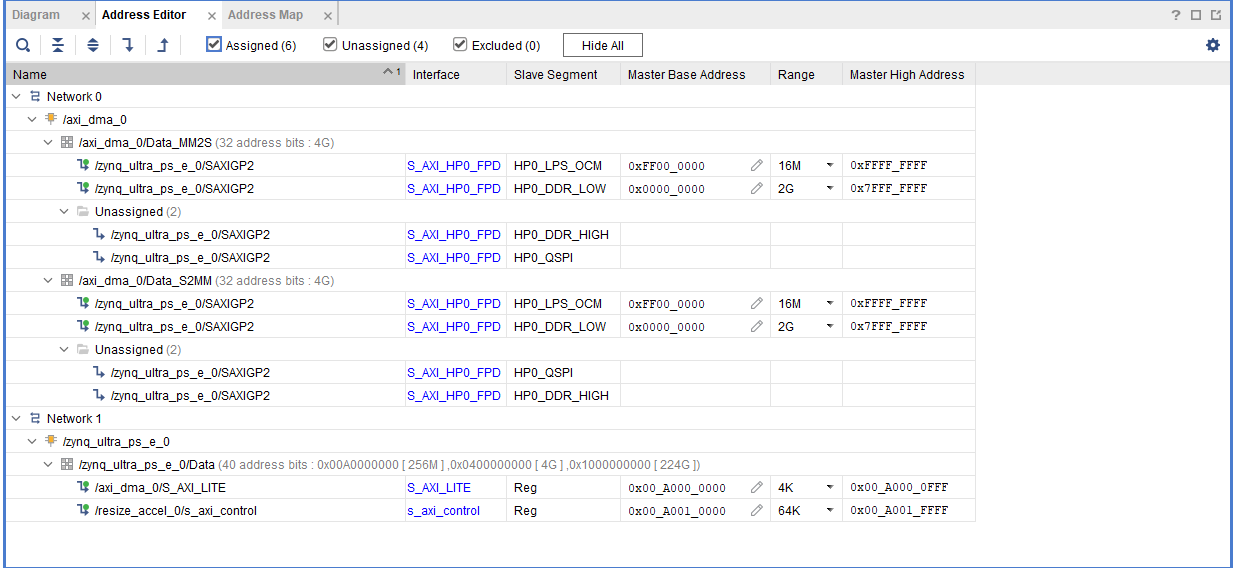 Diagram × Address Editor × Address Map × ?
Assigned (6) Unassigned (4) Excluded (0) Hide All
Name 1 Interface Slave Segment Master Base Address Range Master High Address
Network 0
/axi_dma_0
/axi_dma_0/Data_MM2S (32 address bits : 4G)
/zynq_ultra_ps_e_0/SAXIGP2 S_AXI_HP0_FPD HP0_LPS_OCM 0xFF00_0000 16M 0xFFFF_FFFF
/zynq_ultra_ps_e_0/SAXIGP2 S_AXI_HP0_FPD HP0_DDR_LOW 0x0000_0000 2G 0x7FFF_FFFF
Unassigned (2)
/zynq_ultra_ps_e_0/SAXIGP2 S_AXI_HP0_FPD HP0_DDR_HIGH
/zynq_ultra_ps_e_0/SAXIGP2 S_AXI_HP0_FPD HP0_QSPI
/axi_dma_0/Data_S2MM (32 address bits : 4G)
/zynq_ultra_ps_e_0/SAXIGP2 S_AXI_HP0_FPD HP0_LPS_OCM 0xFF00_0000 16M 0xFFFF_FFFF
/zynq_ultra_ps_e_0/SAXIGP2 S_AXI_HP0_FPD HP0_DDR_LOW 0x0000_0000 2G 0x7FFF_FFFF
Unassigned (2)
/zynq_ultra_ps_e_0/SAXIGP2 S_AXI_HP0_FPD HP0_QSPI
/zynq_ultra_ps_e_0/SAXIGP2 S_AXI_HP0_FPD HP0_DDR_HIGH
Network 1
/zynq_ultra_ps_e_0
/zynq_ultra_ps_e_0/Data (40 address bits : 0x00A0000000 [ 256M ] ,0x0400000000 [ 4G ] ,0x1000000000 [ 224G ])
/axi_dma_0/S_AXI_LITE S_AXI_LITE Reg 0x00_A000_0000 4K 0x00_A000_0FFF
/resize_accel_0/s_axi_control s_axi_control Reg 0x00_A001_0000 64K 0x00_A001_FFFF